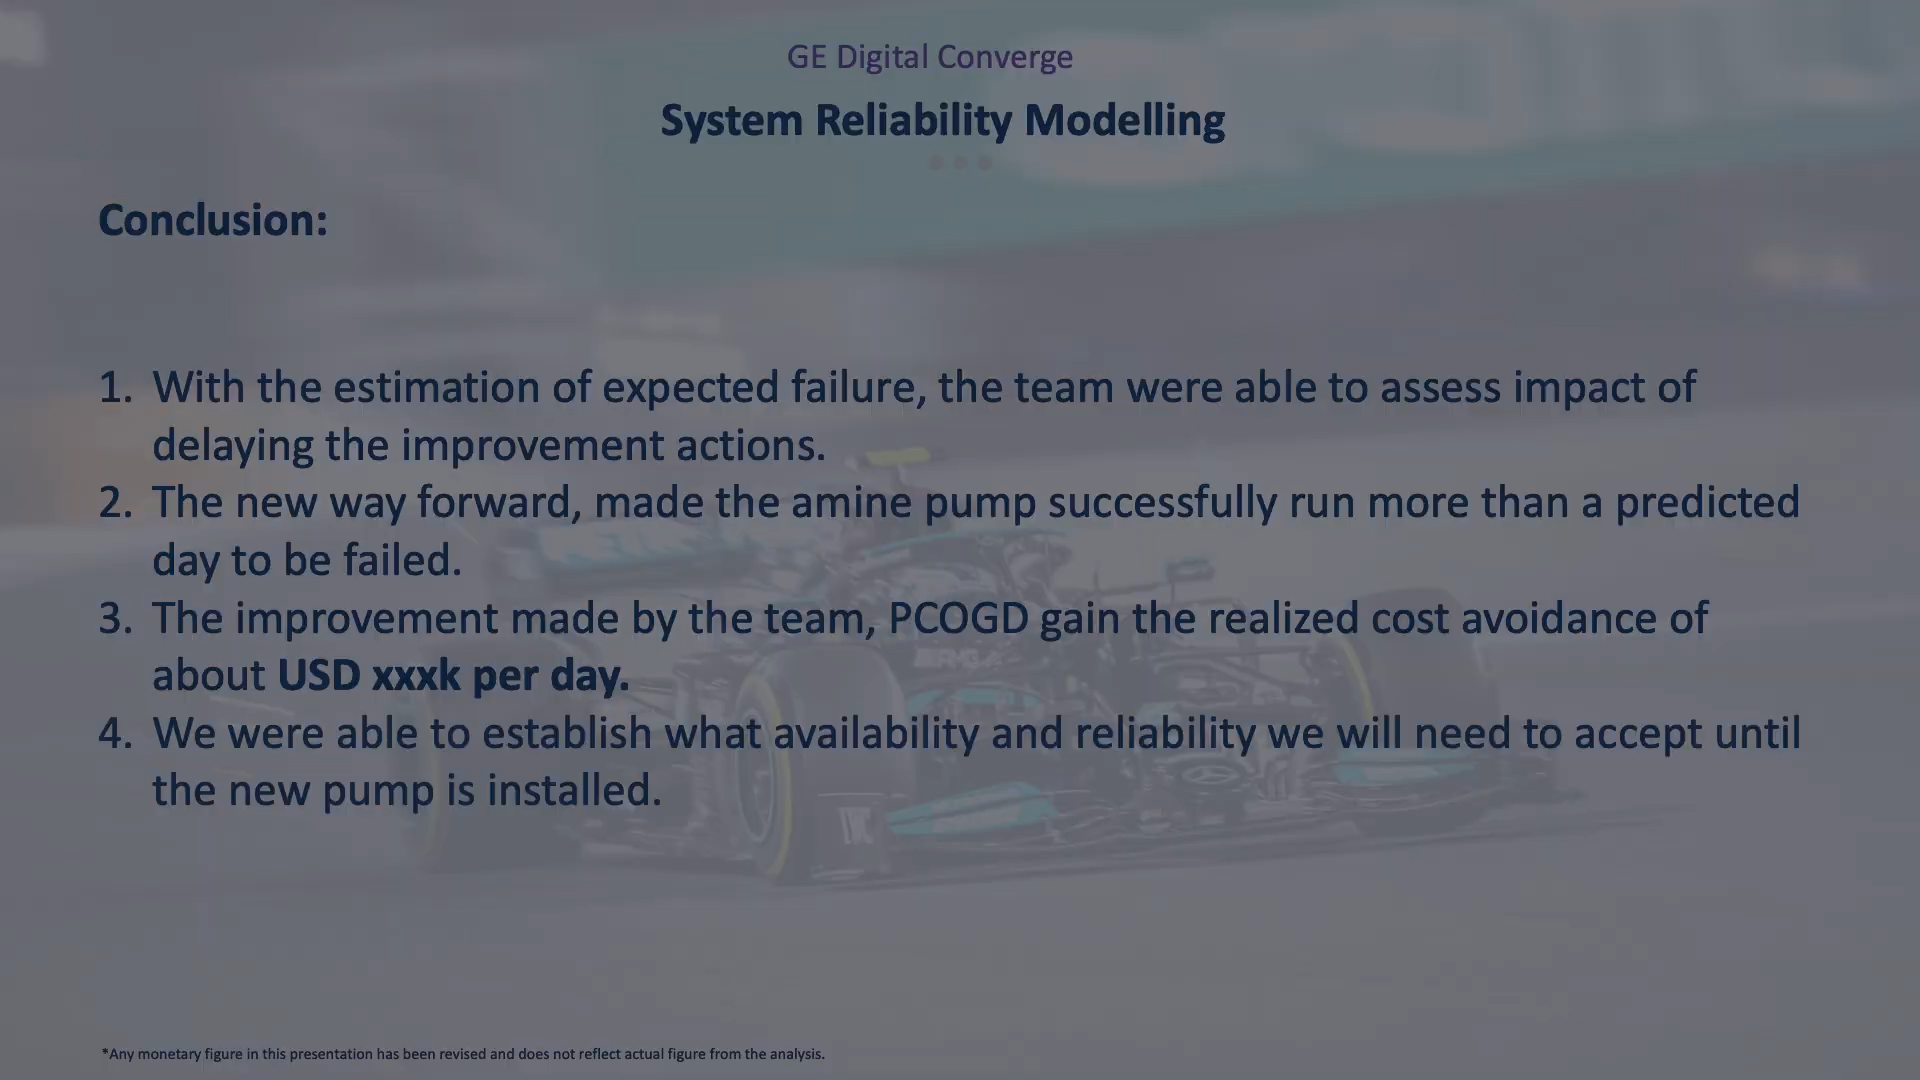 GE Digital Converge
System Reliability Modelling
Conclusion:
1. With the estimation of expected failure, the team were able to assess impact of
delaying the improvement actions.
2. The new way forward, made the amine pump successfully run more than a predicted
day to be failed.
3. The improvement made by the team, PCOGD gain the realized cost avoidance of
about USD xxxk per day.
4. We were able to establish what availability and reliability we will need to accept until
the new pump is installed.
*Any monetary figure in this presentation has been revised and does not reflect actual figure from the analysis.